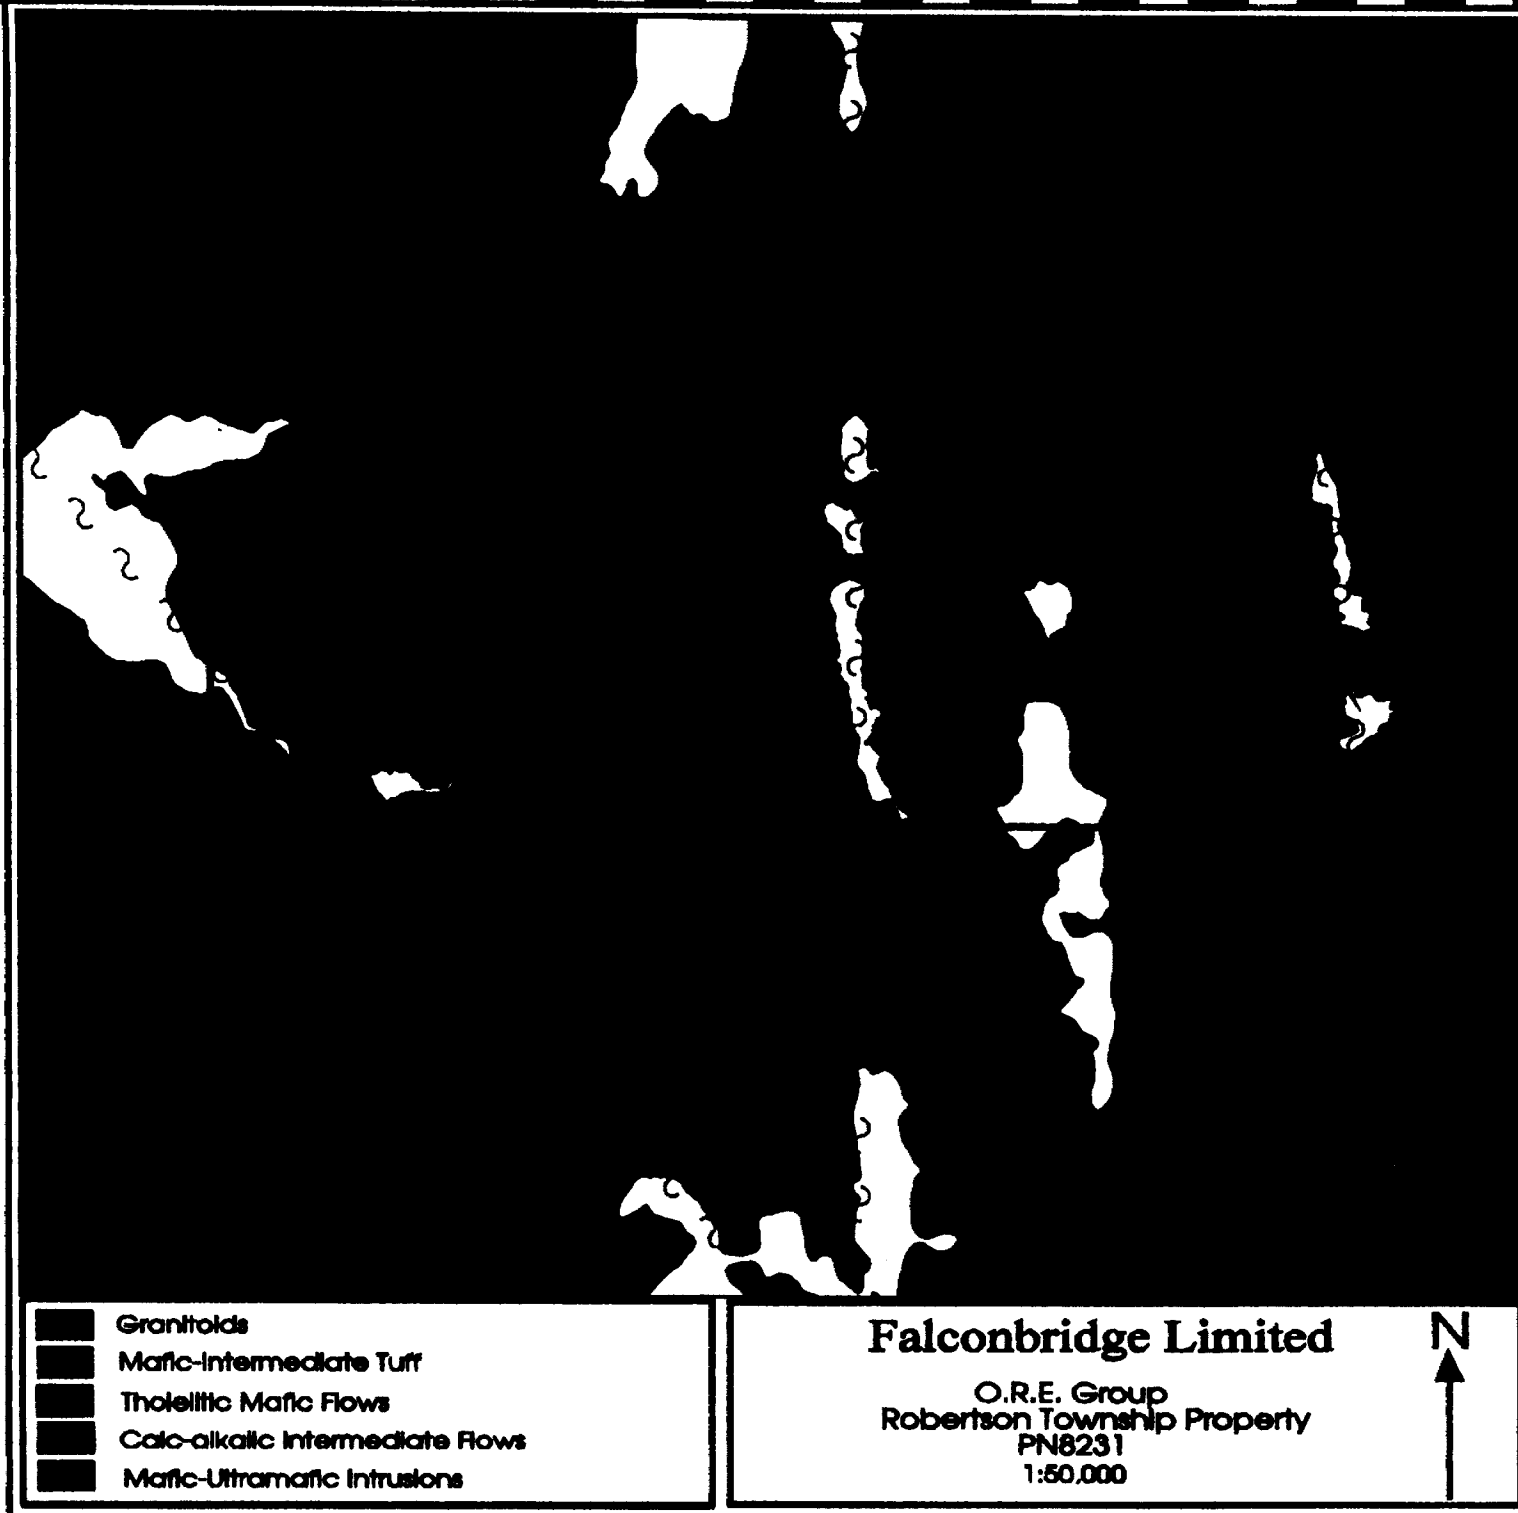 Granitoids
Mafic-Intermediate Tuff
Tholeiitic Mafic Flows
Calc-alkalic Intermediate Flows
Mafic-Ultramafic Intrusions
Falconbridge Limited
N
O.R.E. Group
Robertson Township Property
PN8231
1:50,000